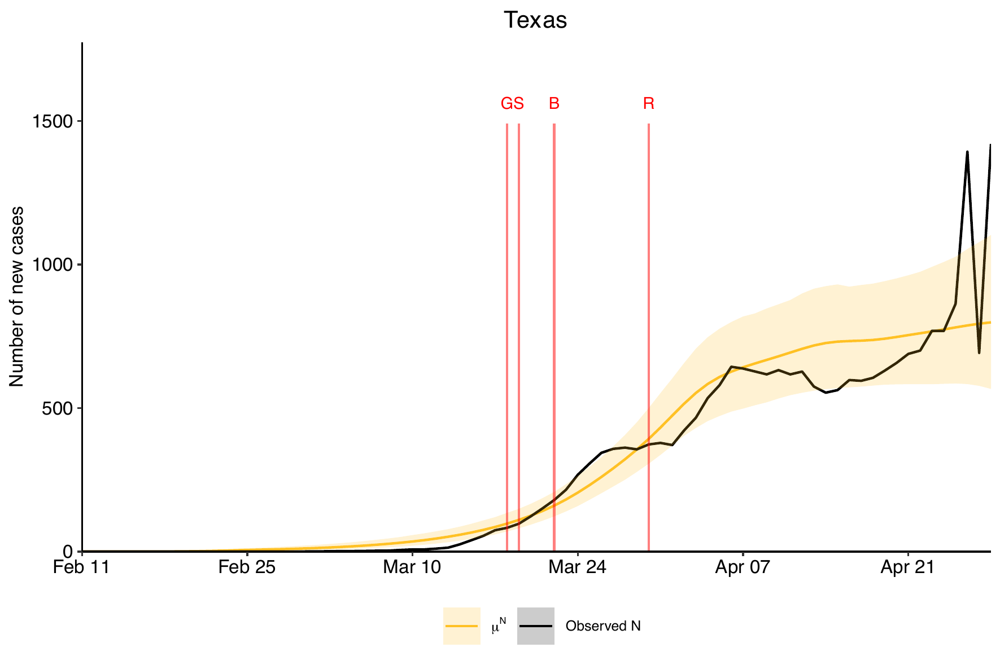 Texas
Number of new cases
1500
1000
500
0
G S B R
Feb 11 Feb 25 Mar 10 Mar 24 Apr 07 Apr 21
μN Observed N